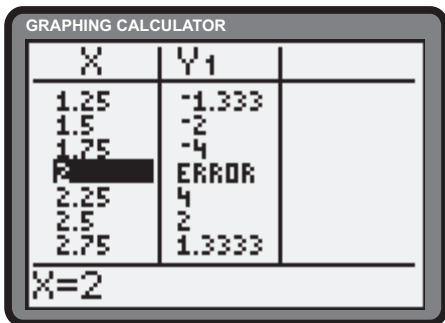 GRAPHING CALCULATOR
X Y1
1.25 -1.333
1.5 -2
1.75 -4
2 ERROR
2.25 4
2.5 2
2.75 1.3333
X=2